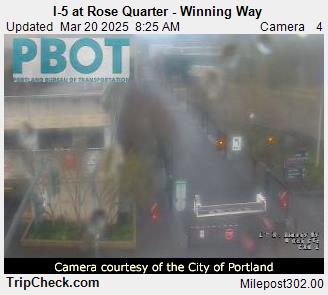 I-5 at Rose Quarter - Winning Way
Updated Mar 20 2025 8:25 AM Camera 4
PBOT
PORTLAND BUREAU OF TRANSPORTATION
Camera courtesy of the City of Portland
TripCheck.com Milepost302.00